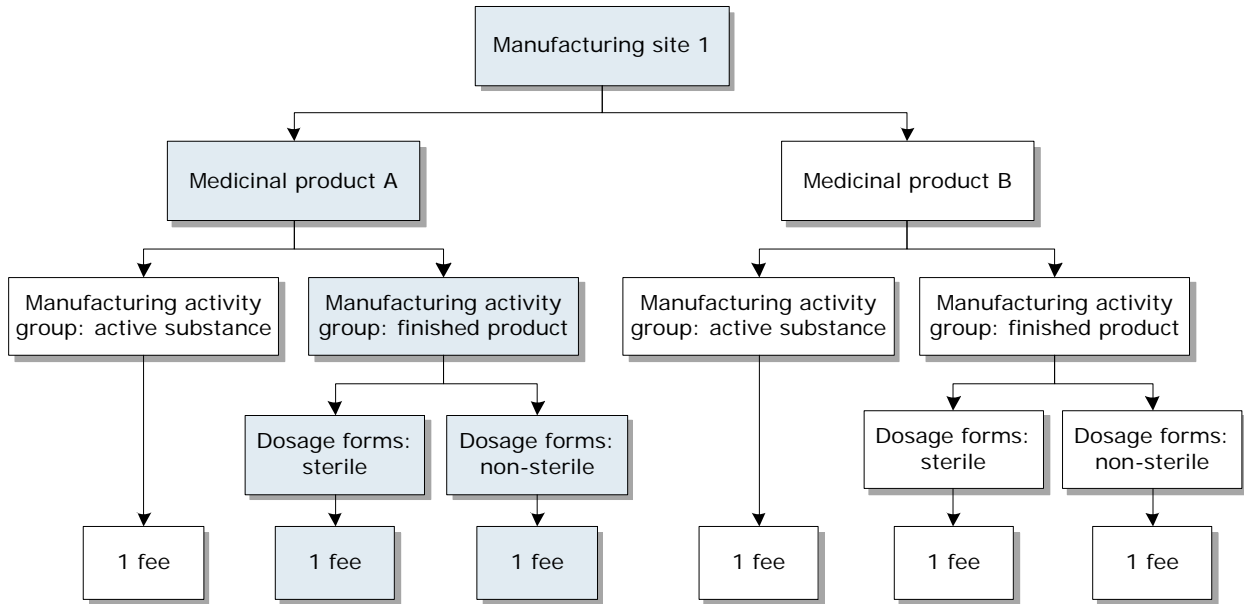 Manufacturing site 1
Medicinal product A
Medicinal product B
Manufacturing activity
group: active substance
Manufacturing activity
group: finished product
Manufacturing activity
group: active substance
Manufacturing activity
group: finished product
Dosage forms:
sterile
Dosage forms:
non-sterile
Dosage forms:
sterile
Dosage forms:
non-sterile
1 fee
1 fee
1 fee
1 fee
1 fee
1 fee